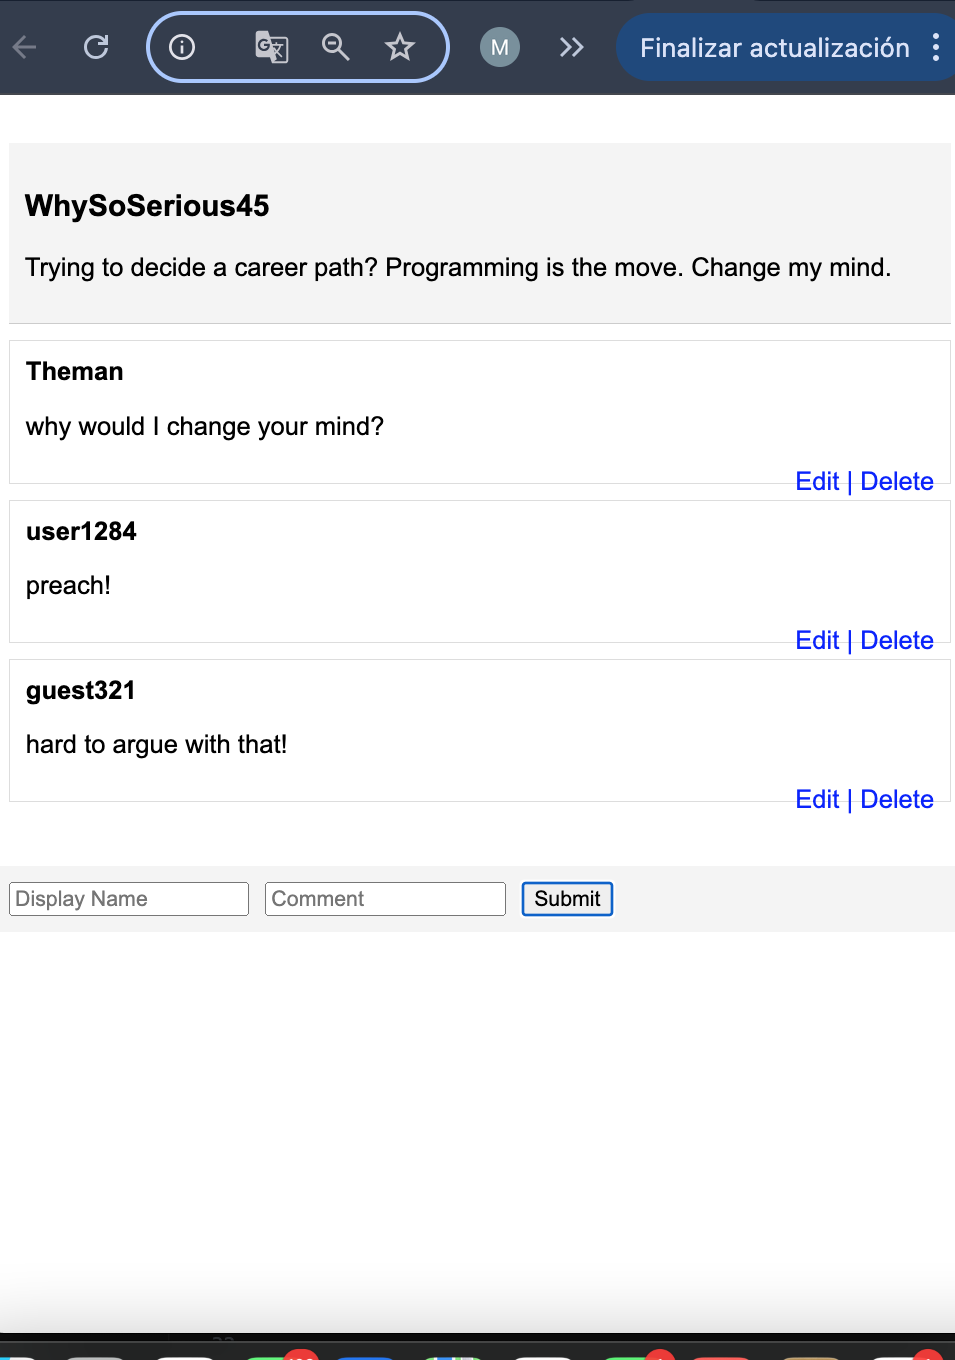 M
Finalizar actualización
WhySoSerious45
Trying to decide a career path? Programming is the move. Change my mind.
Theman
why would I change your mind?
Edit | Delete
user1284
preach!
Edit | Delete
guest321
hard to argue with that!
Edit | Delete
Display Name Comment Submit